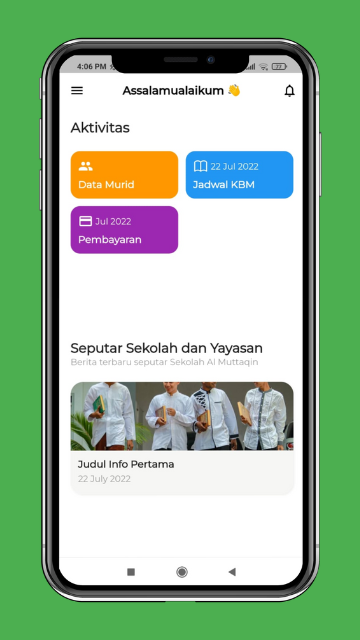 4:06 PM
77
Assalamualaikum 👋
Aktivitas
Data Murid
22 Jul 2022
Jadwal KBM
Jul 2022
Pembayaran
Seputar Sekolah dan Yayasan
Berita terbaru seputar Sekolah Al Muttaqin
Judul Info Pertama
22 July 2022